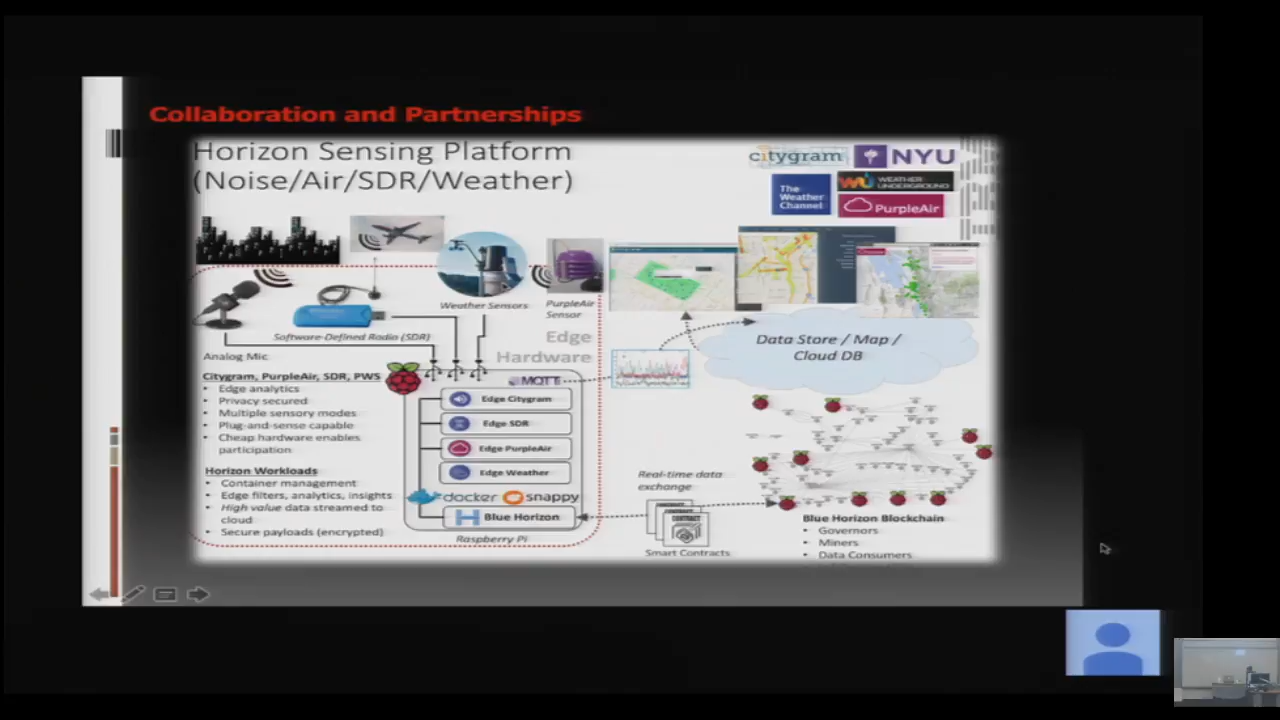 Collaboration and Partnerships
Horizon Sensing Platform
(Noise/Air/SDR/Weather)
citygram
NYU
The
Weather
Channel
WEATHER
UNDERGROUND
PurpleAir
Weather Sensors
PurpleAir
Sensor
Software-Defined Radio (SDR)
Analog Mic
Edge
Hardware
Citygram, PurpleAir, SDR, PWS
• Edge analytics
• Privacy secured
• Multiple sensory modes
• Plug-and-sense capable
• Cheap hardware enables
participation
Horizon Workloads
• Container management
• Edge filters, analytics, insights
• High value data streamed to
cloud
• Secure payloads (encrypted)
MQTT
Edge Citygram
Edge SDR
Edge PurpleAir
Edge Weather
docker
snappy
Blue Horizon
Raspberry Pi
Data Store / Map /
Cloud DB
Real-time data
exchange
CONTRACT
Smart Contracts
Blue Horizon Blockchain
• Governors
• Miners
• Data Consumers